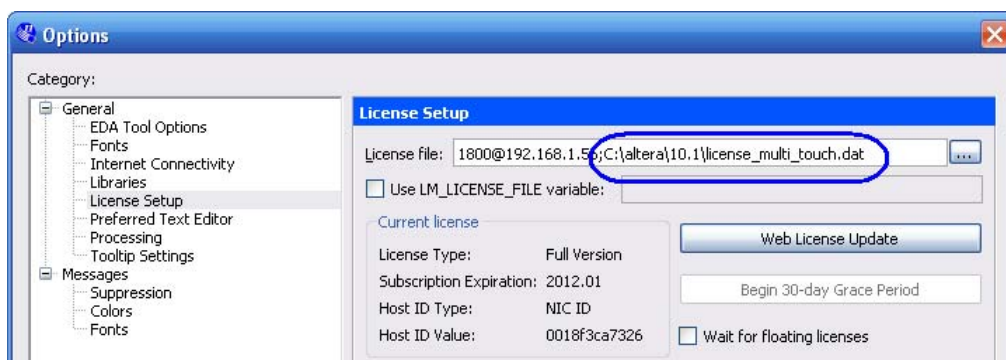 Options
Category:
General
EDA Tool Options
Fonts
Internet Connectivity
Libraries
License Setup
Preferred Text Editor
Processing
Tooltip Settings
Messages
Suppression
Colors
Fonts
License Setup
License file: 1800@192.168.1.56;C:\altera\10.1\license_multi_touch.dat ...
Use LM_LICENSE_FILE variable:
Current license
License Type: Full Version
Subscription Expiration: 2012.01
Host ID Type: NIC ID
Host ID Value: 0018f3ca7326
Web License Update
Begin 30-day Grace Period
Wait for floating licenses